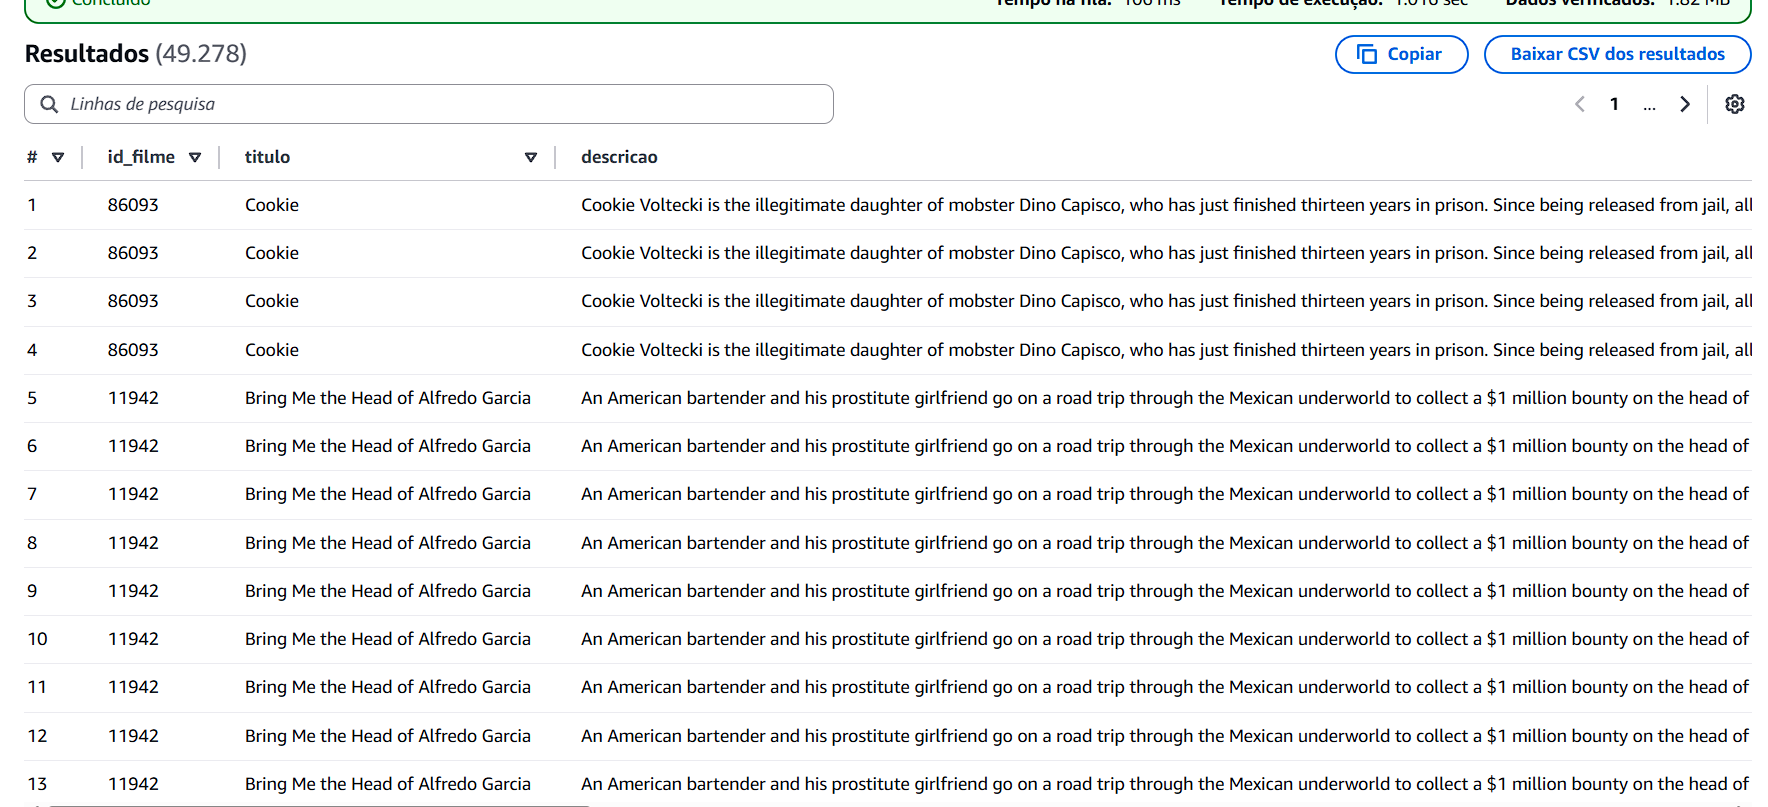 Concluído Tempo na fila: 106 ms Tempo de execução: 1.016 sec Dados verificados: 1.82 MB
Resultados (49.278) Copiar Baixar CSV dos resultados
Linhas de pesquisa 1 ...
# id_filme titulo descricao
1 86093 Cookie Cookie Voltecki is the illegitimate daughter of mobster Dino Capisco, who has just finished thirteen years in prison. Since being released from jail, all
2 86093 Cookie Cookie Voltecki is the illegitimate daughter of mobster Dino Capisco, who has just finished thirteen years in prison. Since being released from jail, all
3 86093 Cookie Cookie Voltecki is the illegitimate daughter of mobster Dino Capisco, who has just finished thirteen years in prison. Since being released from jail, all
4 86093 Cookie Cookie Voltecki is the illegitimate daughter of mobster Dino Capisco, who has just finished thirteen years in prison. Since being released from jail, all
5 11942 Bring Me the Head of Alfredo Garcia An American bartender and his prostitute girlfriend go on a road trip through the Mexican underworld to collect a $1 million bounty on the head of
6 11942 Bring Me the Head of Alfredo Garcia An American bartender and his prostitute girlfriend go on a road trip through the Mexican underworld to collect a $1 million bounty on the head of
7 11942 Bring Me the Head of Alfredo Garcia An American bartender and his prostitute girlfriend go on a road trip through the Mexican underworld to collect a $1 million bounty on the head of
8 11942 Bring Me the Head of Alfredo Garcia An American bartender and his prostitute girlfriend go on a road trip through the Mexican underworld to collect a $1 million bounty on the head of
9 11942 Bring Me the Head of Alfredo Garcia An American bartender and his prostitute girlfriend go on a road trip through the Mexican underworld to collect a $1 million bounty on the head of
10 11942 Bring Me the Head of Alfredo Garcia An American bartender and his prostitute girlfriend go on a road trip through the Mexican underworld to collect a $1 million bounty on the head of
11 11942 Bring Me the Head of Alfredo Garcia An American bartender and his prostitute girlfriend go on a road trip through the Mexican underworld to collect a $1 million bounty on the head of
12 11942 Bring Me the Head of Alfredo Garcia An American bartender and his prostitute girlfriend go on a road trip through the Mexican underworld to collect a $1 million bounty on the head of
13 11942 Bring Me the Head of Alfredo Garcia An American bartender and his prostitute girlfriend go on a road trip through the Mexican underworld to collect a $1 million bounty on the head of